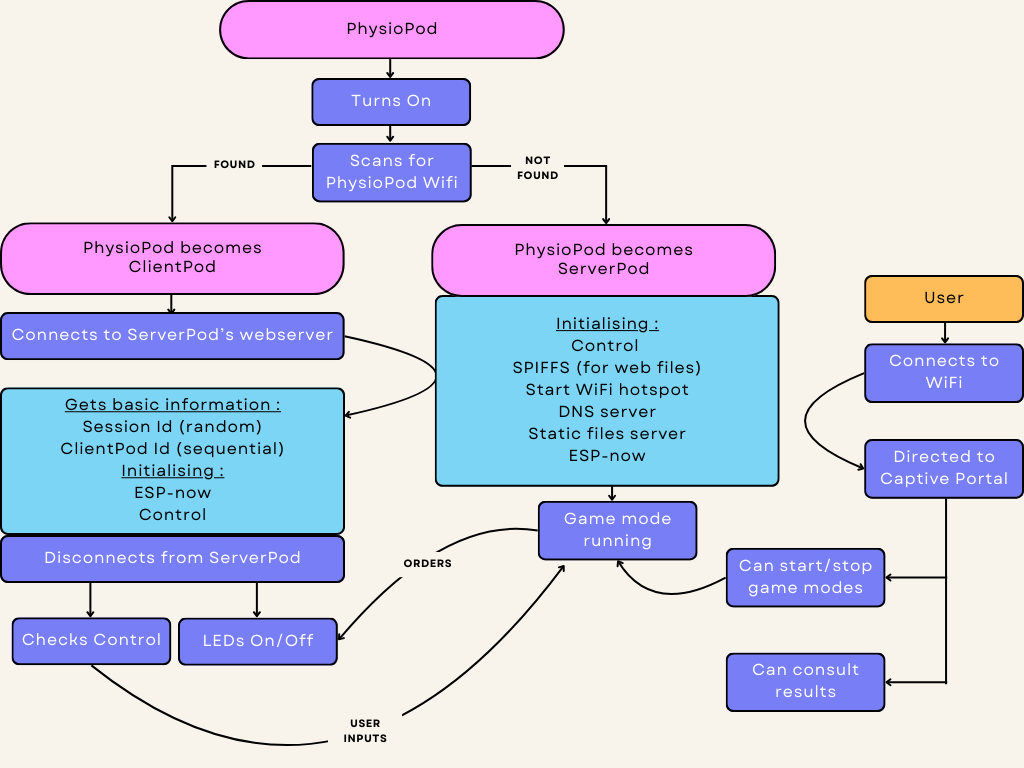 PhysioPod
Turns On
Scans for
PhysioPod Wifi
FOUND
NOT
FOUND
PhysioPod becomes
ClientPod
PhysioPod becomes
ServerPod
Connects to ServerPod's webserver
Gets basic information :
Session Id (random)
ClientPod Id (sequential)
Initialising :
ESP-now
Control
Disconnects from ServerPod
Checks Control
LEDs On/Off
Initialising :
Control
SPIFFS (for web files)
Start WiFi hotspot
DNS server
Static files server
ESP-now
Game mode
running
ORDERS
USER
INPUTS
User
Connects to
WiFi
Directed to
Captive Portal
Can start/stop
game modes
Can consult
results